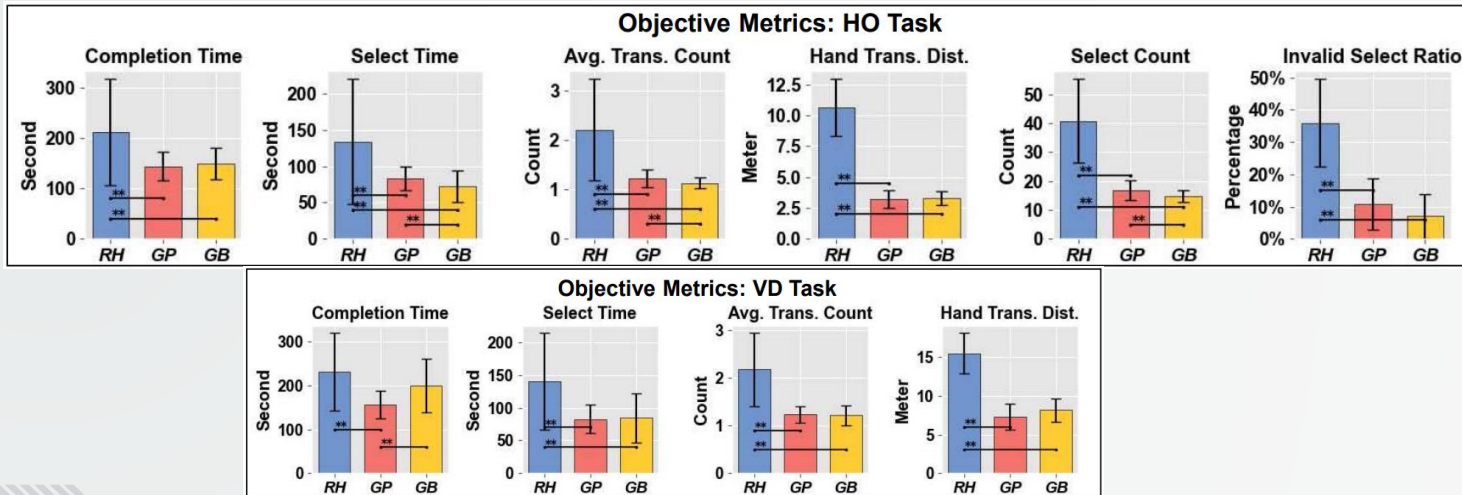 Objective Metrics: HO Task
Completion Time
Second
300
200
100
0
**
**
RH GP GB
Select Time
Second
200
150
100
50
0
**
**
**
RH GP GB
Avg. Trans. Count
Count
3
2
1
0
**
**
**
RH GP GB
Hand Trans. Dist.
Meter
12.5
10.0
7.5
5.0
2.5
0.0
**
**
RH GP GB
Select Count
Count
50
40
30
20
10
0
**
**
**
RH GP GB
Invalid Select Ratio
Percentage
50%
40%
30%
20%
10%
0%
**
**
RH GP GB
Objective Metrics: VD Task
Completion Time
Second
300
200
100
0
**
**
RH GP GB
Select Time
Second
200
150
100
50
0
**
**
RH GP GB
Avg. Trans. Count
Count
3
2
1
0
**
**
RH GP GB
Hand Trans. Dist.
Meter
15
10
5
0
**
**
RH GP GB